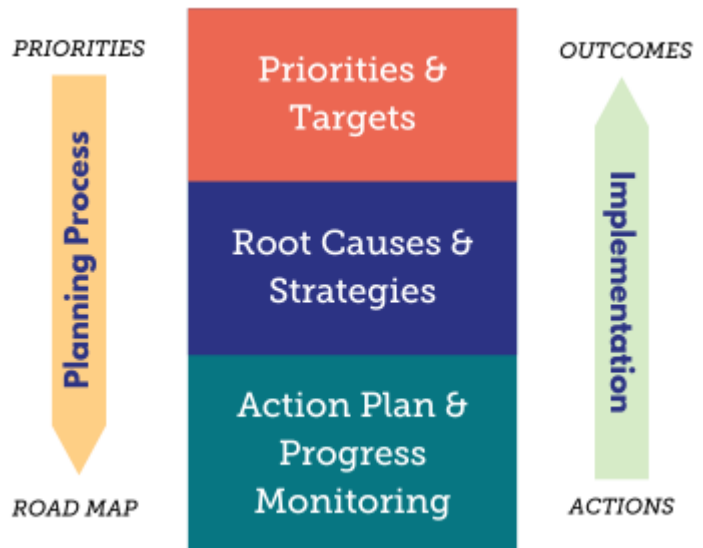 PRIORITIES
Planning Process
ROAD MAP
Priorities &
Targets
Root Causes &
Strategies
Action Plan &
Progress
Monitoring
OUTCOMES
Implementation
ACTIONS